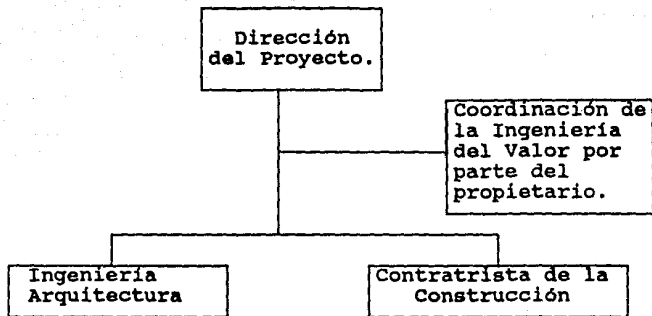 Dirección
del Proyecto.
Coordinación de
la Ingeniería
del Valor por
parte del
propietario.
Ingeniería
Arquitectura
Contratrista de la
Construcción